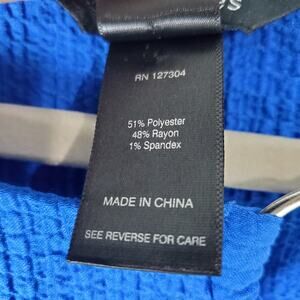 RN 127304
51% Polyester
48% Rayon
1% Spandex
MADE IN CHINA
SEE REVERSE FOR CARE